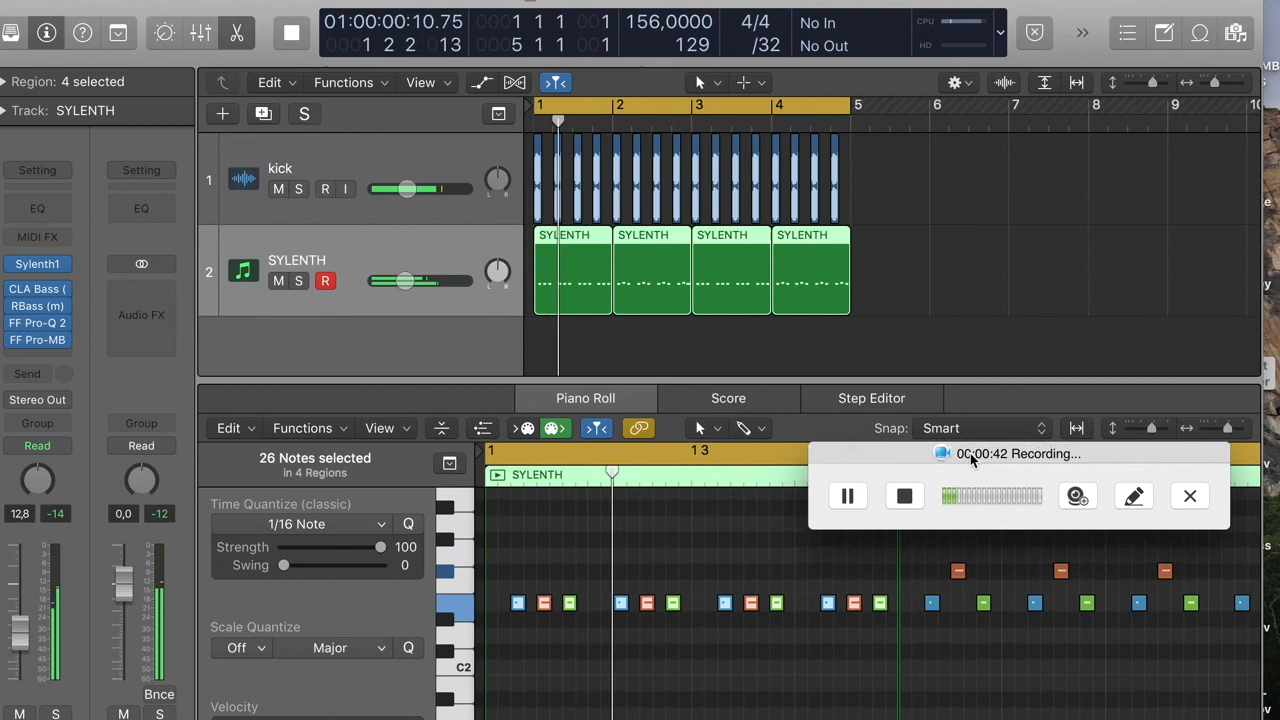 01:00:00:10.75
0001 2 2 013
0001 1 1 001
0005 1 1 001
156,0000
129
4/4
/32
No In
No Out
CPU
HD
Region: 4 selected
Track: SYLENTH
Edit Functions View
S
1 2 3 4 5 6 7 8 9 10
Setting Setting
EQ EQ
MIDI FX
Sylenth1
CLA Bass (
RBass (m)
FF Pro-Q 2
FF Pro-MB
Audio FX
Send
Stereo Out
Group Group
Read Read
12,8 -14 0,0 -12
Bnce
M S M S
1
kick
M S R I
L R
2
SYLENTH
M S R
L R
SYLENTH SYLENTH SYLENTH SYLENTH
Piano Roll Score Step Editor
Edit Functions View
Snap: Smart
26 Notes selected
in 4 Regions
1 1 3
SYLENTH
00:00:42 Recording...
Time Quantize (classic)
1/16 Note Q
Strength 100
Swing 0
Scale Quantize
Off Major Q
Velocity
C2